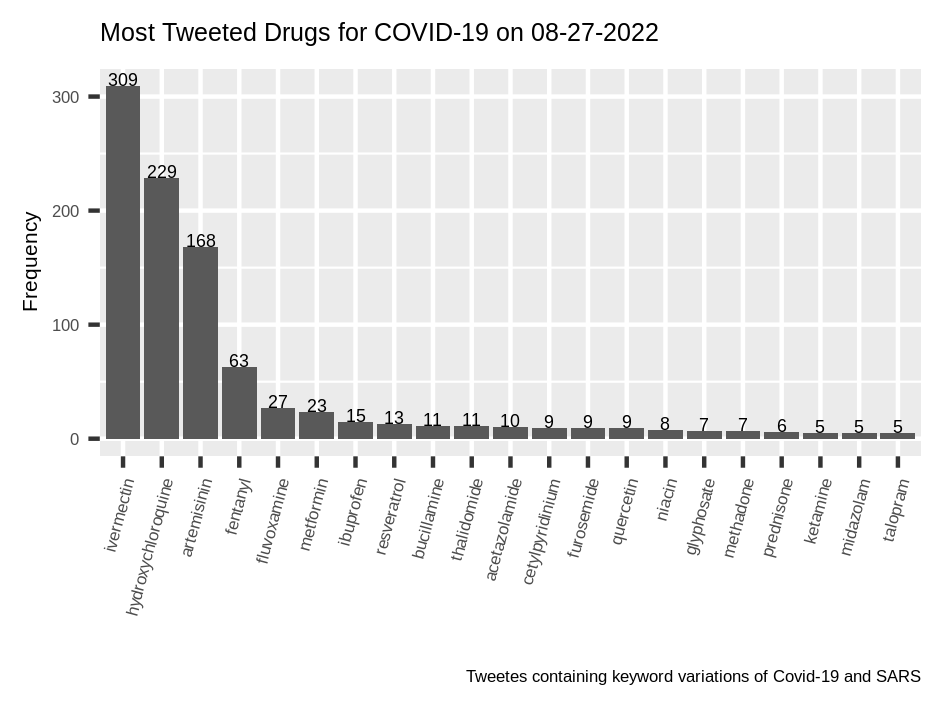 Most Tweeted Drugs for COVID-19 on 08-27-2022
Frequency
300
200
100
0
309
229
168
63
27
23
15
13
11
11
10
9
9
9
8
7
7
6
5
5
5
ivermectin
hydroxychloroquine
artemisinin
fentanyl
fluvoxamine
metformin
ibuprofen
resveratrol
bucillamine
thalidomide
acetazolamide
cetylpyridinium
furosemide
quercetin
niacin
glyphosate
methadone
prednisone
ketamine
midazolam
talopram
Tweetes containing keyword variations of Covid-19 and SARS